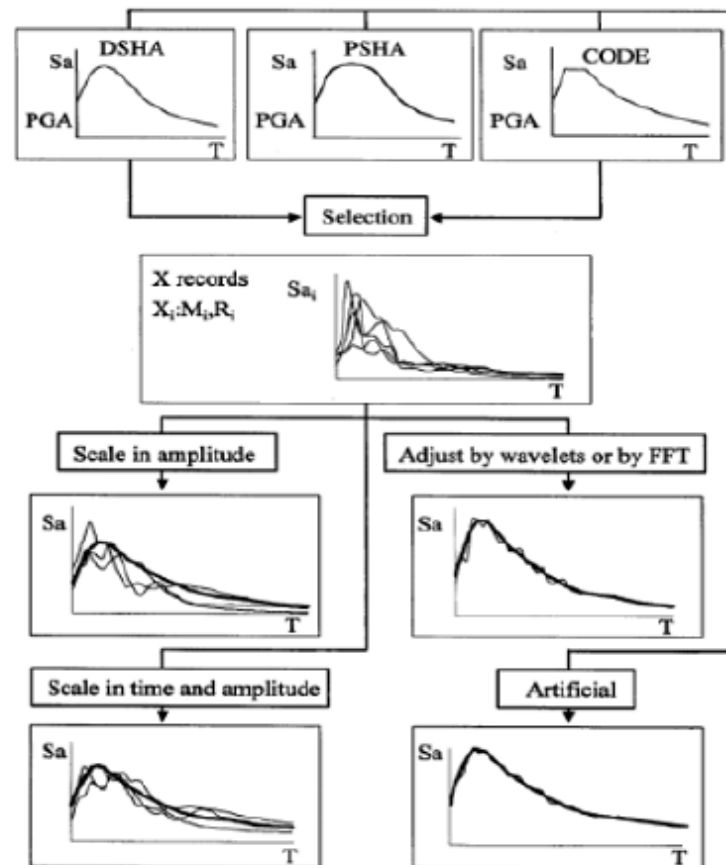 DSHA
Sa
PGA
T
PSHA
Sa
PGA
T
CODE
Sa
PGA
T
Selection
X records
Xᵢ:Mᵢ,Rᵢ
Saᵢ
T
Scale in amplitude
Adjust by wavelets or by FFT
Sa
T
Sa
T
Scale in time and amplitude
Artificial
Sa
T
Sa
T